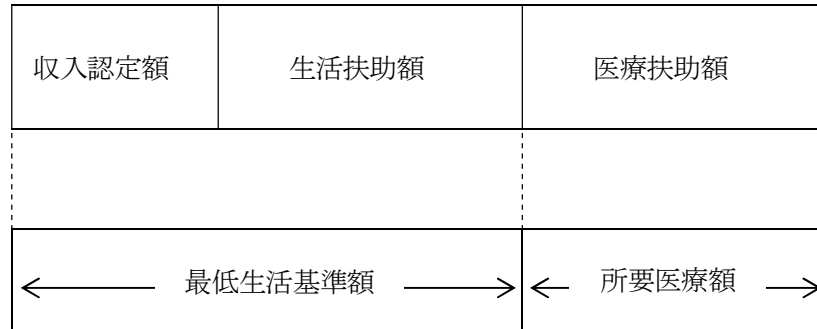 収入認定額
生活扶助額
医療扶助額
最低生活基準額
所要医療額